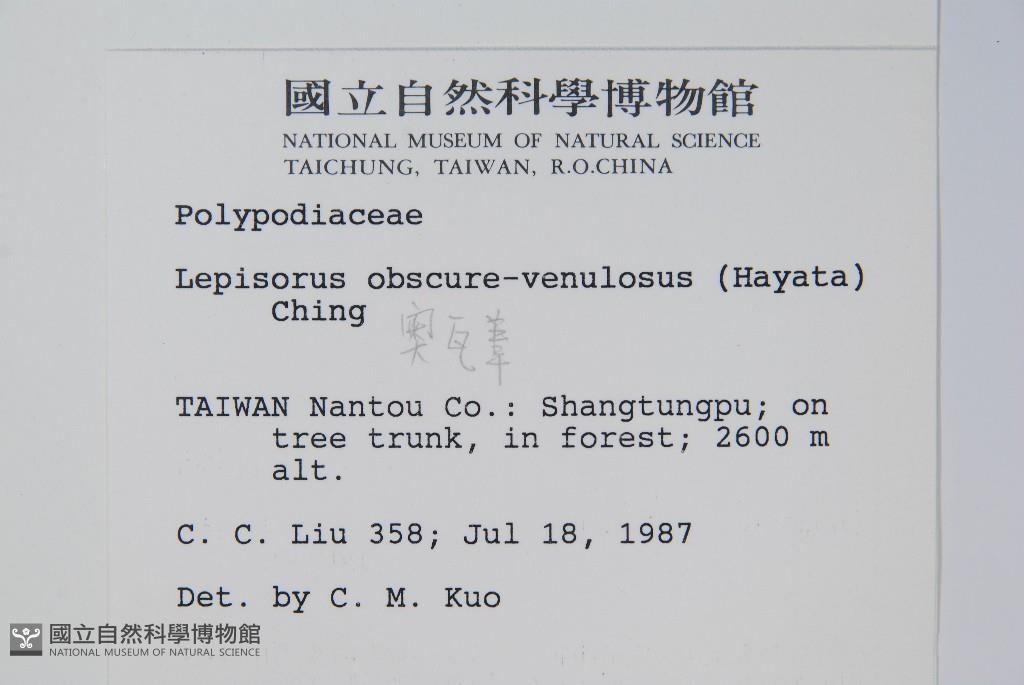 國立自然科學博物館
NATIONAL MUSEUM OF NATURAL SCIENCE
TAICHUNG, TAIWAN, R.O.CHINA
Polypodiaceae
Lepisorus obscure-venulosus (Hayata)
Ching
奧瓦葦
TAIWAN Nantou Co.: Shangtungpu; on
tree trunk, in forest; 2600 m
alt.
C. C. Liu 358; Jul 18, 1987
Det. by C. M. Kuo
國立自然科學博物館
NATIONAL MUSEUM OF NATURAL SCIENCE